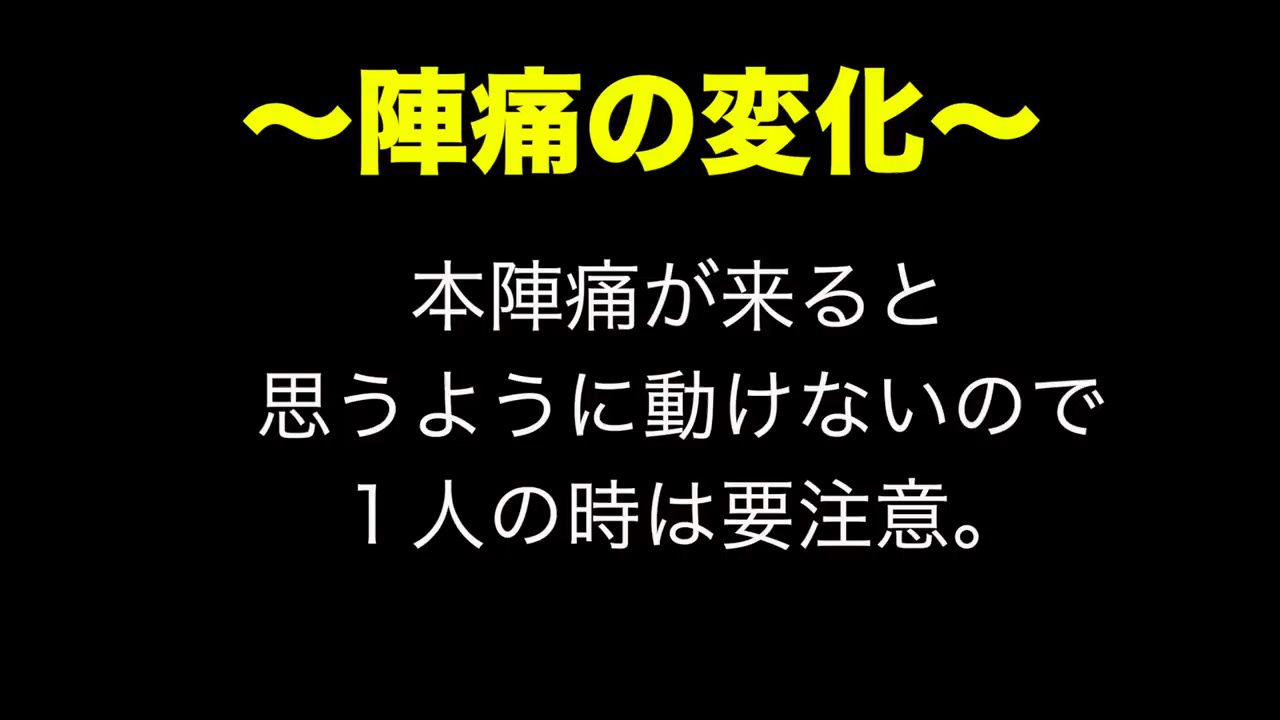 〜陣痛の変化〜
本陣痛が来ると
思うように動けないので
１人の時は要注意。